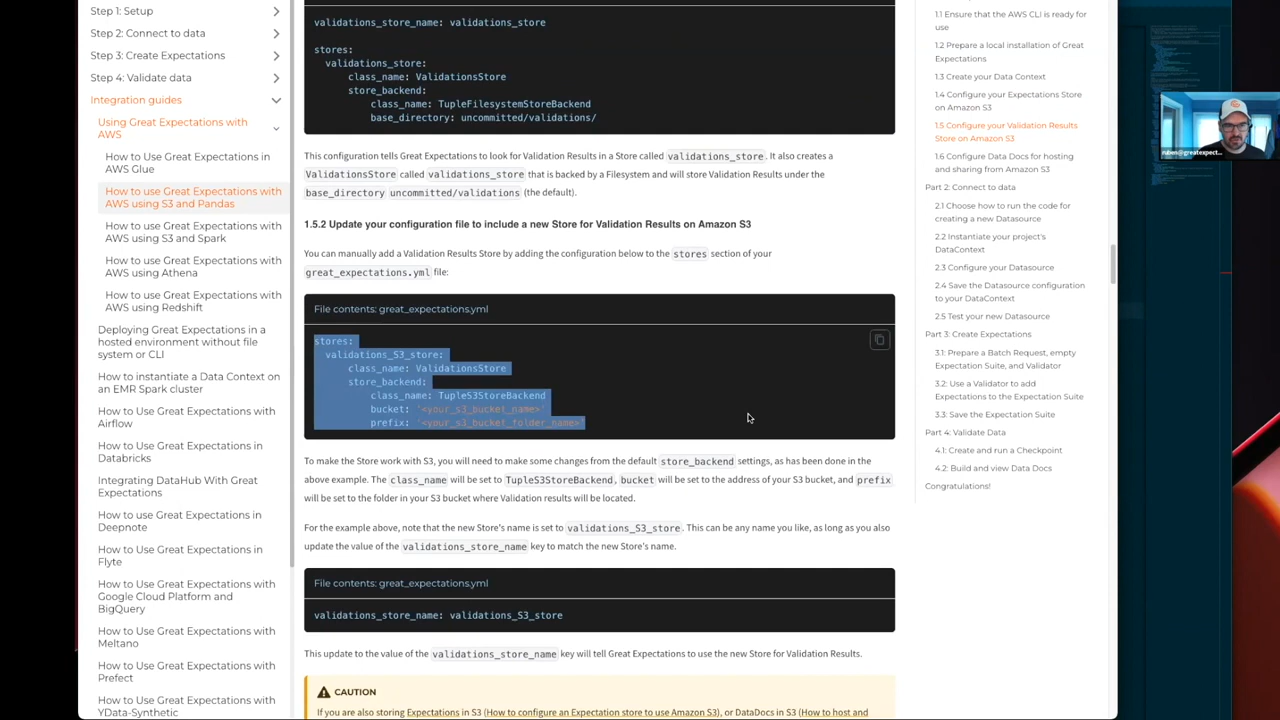 Step 1: Setup
Step 2: Connect to data
Step 3: Create Expectations
Step 4: Validate data
Integration guides
Using Great Expectations with
AWS
How to Use Great Expectations in
AWS Glue
How to use Great Expectations with
AWS using S3 and Pandas
How to use Great Expectations with
AWS using S3 and Spark
How to use Great Expectations with
AWS using Athena
How to use Great Expectations with
AWS using Redshift
Deploying Great Expectations in a
hosted environment without file
system or CLI
How to instantiate a Data Context on
an EMR Spark cluster
How to Use Great Expectations with
Airflow
How to Use Great Expectations in
Databricks
Integrating DataHub With Great
Expectations
How to use Great Expectations in
Deepnote
How to Use Great Expectations in
Flyte
How to Use Great Expectations with
Google Cloud Platform and
BigQuery
How to Use Great Expectations with
Meltano
How to Use Great Expectations with
Prefect
How to Use Great Expectations with
YData-Synthetic
validations_store_name: validations_store
stores:
validations_store:
class_name: ValidationsStore
store_backend:
class_name: TupleFilesystemStoreBackend
base_directory: uncommitted/validations/
This configuration tells Great Expectations to look for Validation Results in a Store called validations_store. It also creates a
ValidationsStore called validations_store that is backed by a Filesystem and will store Validation Results under the
base_directory uncommitted/validations (the default).
1.5.2 Update your configuration file to include a new Store for Validation Results on Amazon S3
You can manually add a Validation Results Store by adding the configuration below to the stores section of your
great_expectations.yml file:
File contents: great_expectations.yml
stores:
validations_S3_store:
class_name: ValidationsStore
store_backend:
class_name: TupleS3StoreBackend
bucket: '<your_s3_bucket_name>'
prefix: '<your_s3_bucket_folder_name>'
To make the Store work with S3, you will need to make some changes from the default store_backend settings, as has been done in the
above example. The class_name will be set to TupleS3StoreBackend, bucket will be set to the address of your S3 bucket, and prefix
will be set to the folder in your S3 bucket where Validation results will be located.
For the example above, note that the new Store's name is set to validations_S3_store. This can be any name you like, as long as you also
update the value of the validations_store_name key to match the new Store's name.
File contents: great_expectations.yml
validations_store_name: validations_S3_store
This update to the value of the validations_store_name key will tell Great Expectations to use the new Store for Validation Results.
CAUTION
If you are also storing Expectations in S3 (How to configure an Expectation store to use Amazon S3), or DataDocs in S3 (How to host and
1.1 Ensure that the AWS CLI is ready for
use
1.2 Prepare a local installation of Great
Expectations
1.3 Create your Data Context
1.4 Configure your Expectations Store
on Amazon S3
1.5 Configure your Validation Results
Store on Amazon S3
1.6 Configure Data Docs for hosting
and sharing from Amazon S3
Part 2: Connect to data
2.1 Choose how to run the code for
creating a new Datasource
2.2 Instantiate your project's
DataContext
2.3 Configure your Datasource
2.4 Save the Datasource configuration
to your DataContext
2.5 Test your new Datasource
Part 3: Create Expectations
3.1: Prepare a Batch Request, empty
Expectation Suite, and Validator
3.2: Use a Validator to add
Expectations to the Expectation Suite
3.3: Save the Expectation Suite
Part 4: Validate Data
4.1: Create and run a Checkpoint
4.2: Build and view Data Docs
Congratulations!
ruben@greatexpect...